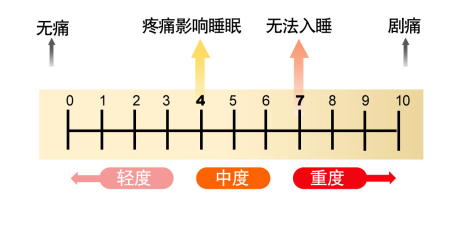 无痛 疼痛影响睡眠 无法入睡 剧痛
0 1 2 3 4 5 6 7 8 9 10
轻度 中度 重度